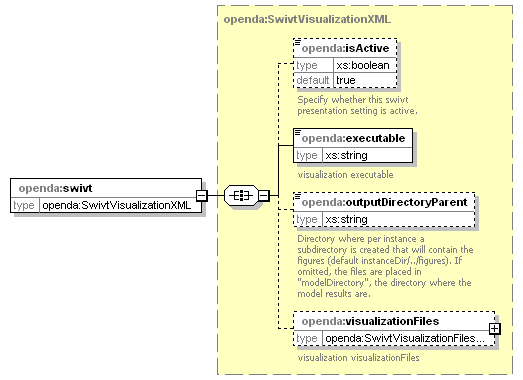 openda:SwivtVisualizationXML
openda:isActive
type xs:boolean
default true
Specify whether this swivt
presentation setting is active.
openda:executable
type xs:string
visualization executable
openda:swivt
type openda:SwivtVisualizationXML
openda:outputDirectoryParent
type xs:string
Directory where per instance a
subdirectory is created that will contain the
figures (default instanceDir/../figures). If
omitted, the files are placed in
"modelDirectory", the directory where the
model results are.
openda:visualizationFiles
type openda:SwivtVisualizationFiles...
visualization visualizationFiles